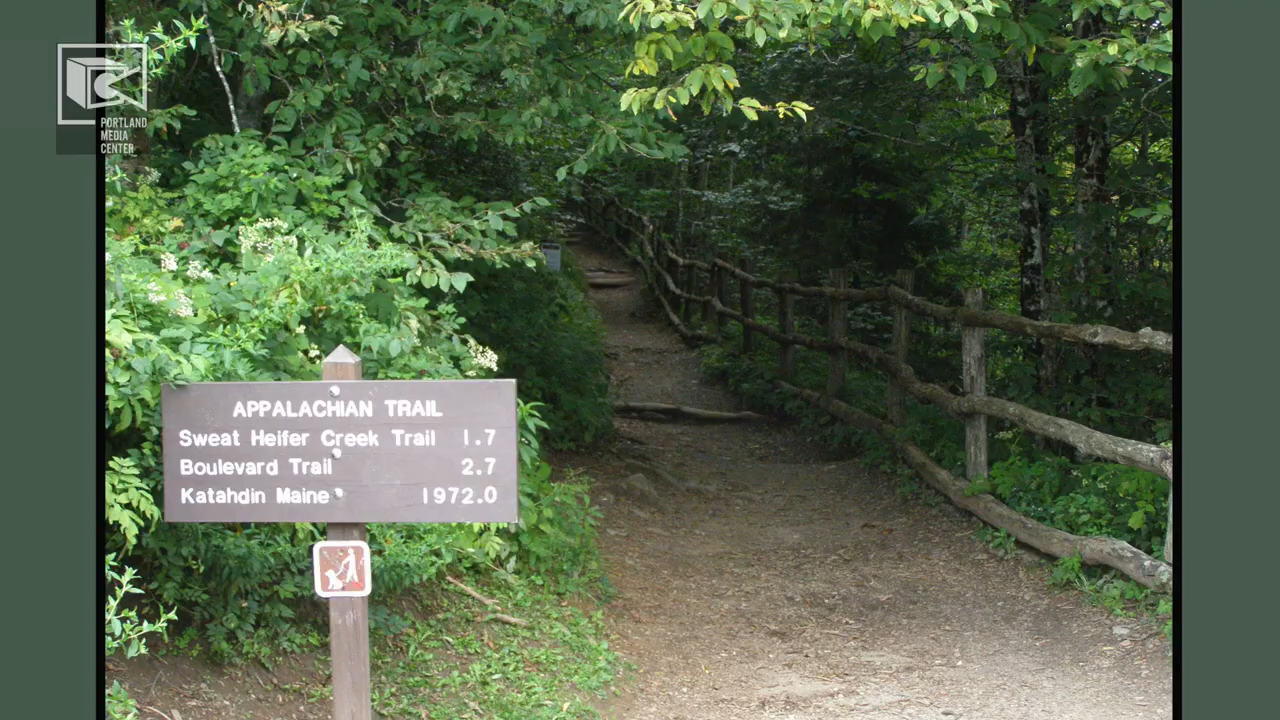 PORTLAND
MEDIA
CENTER
APPALACHIAN TRAIL
Sweat Heifer Creek Trail 1.7
Boulevard Trail 2.7
Katahdin Maine 1972.0